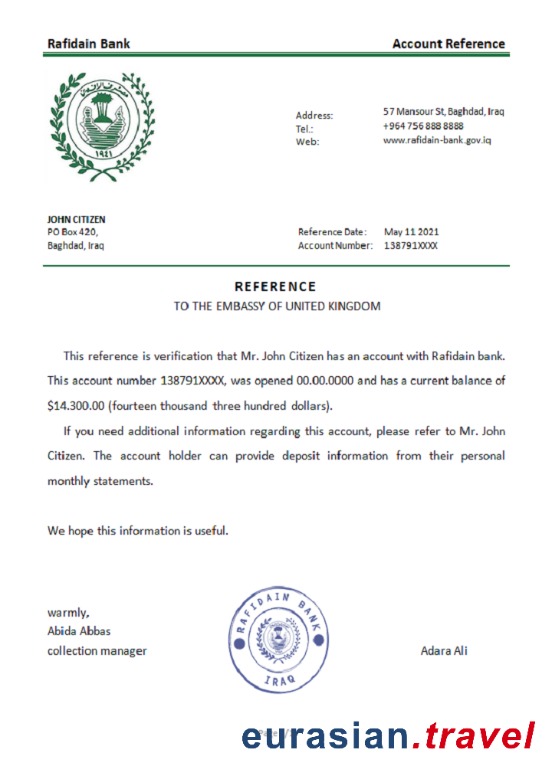 Rafidain Bank Account Reference
مصرف الرافدين
١٩٤١
Address: 57 Mansour St, Baghdad, Iraq
Tel.: +964 756 888 8888
Web: www.rafidain-bank.gov.iq
JOHN CITIZEN
PO Box 420,
Baghdad, Iraq
Reference Date: May 11 2021
Account Number: 138791XXXX
REFERENCE
TO THE EMBASSY OF UNITED KINGDOM
This reference is verification that Mr. John Citizen has an account with Rafidain bank.
This account number 138791XXXX, was opened 00.00.0000 and has a current balance of
$14.300.00 (fourteen thousand three hundred dollars).
If you need additional information regarding this account, please refer to Mr. John
Citizen. The account holder can provide deposit information from their personal
monthly statements.
We hope this information is useful.
warmly,
Abida Abbas
collection manager
RAFIDAIN BANK
IRAQ
Adara Ali
eurasian.travel